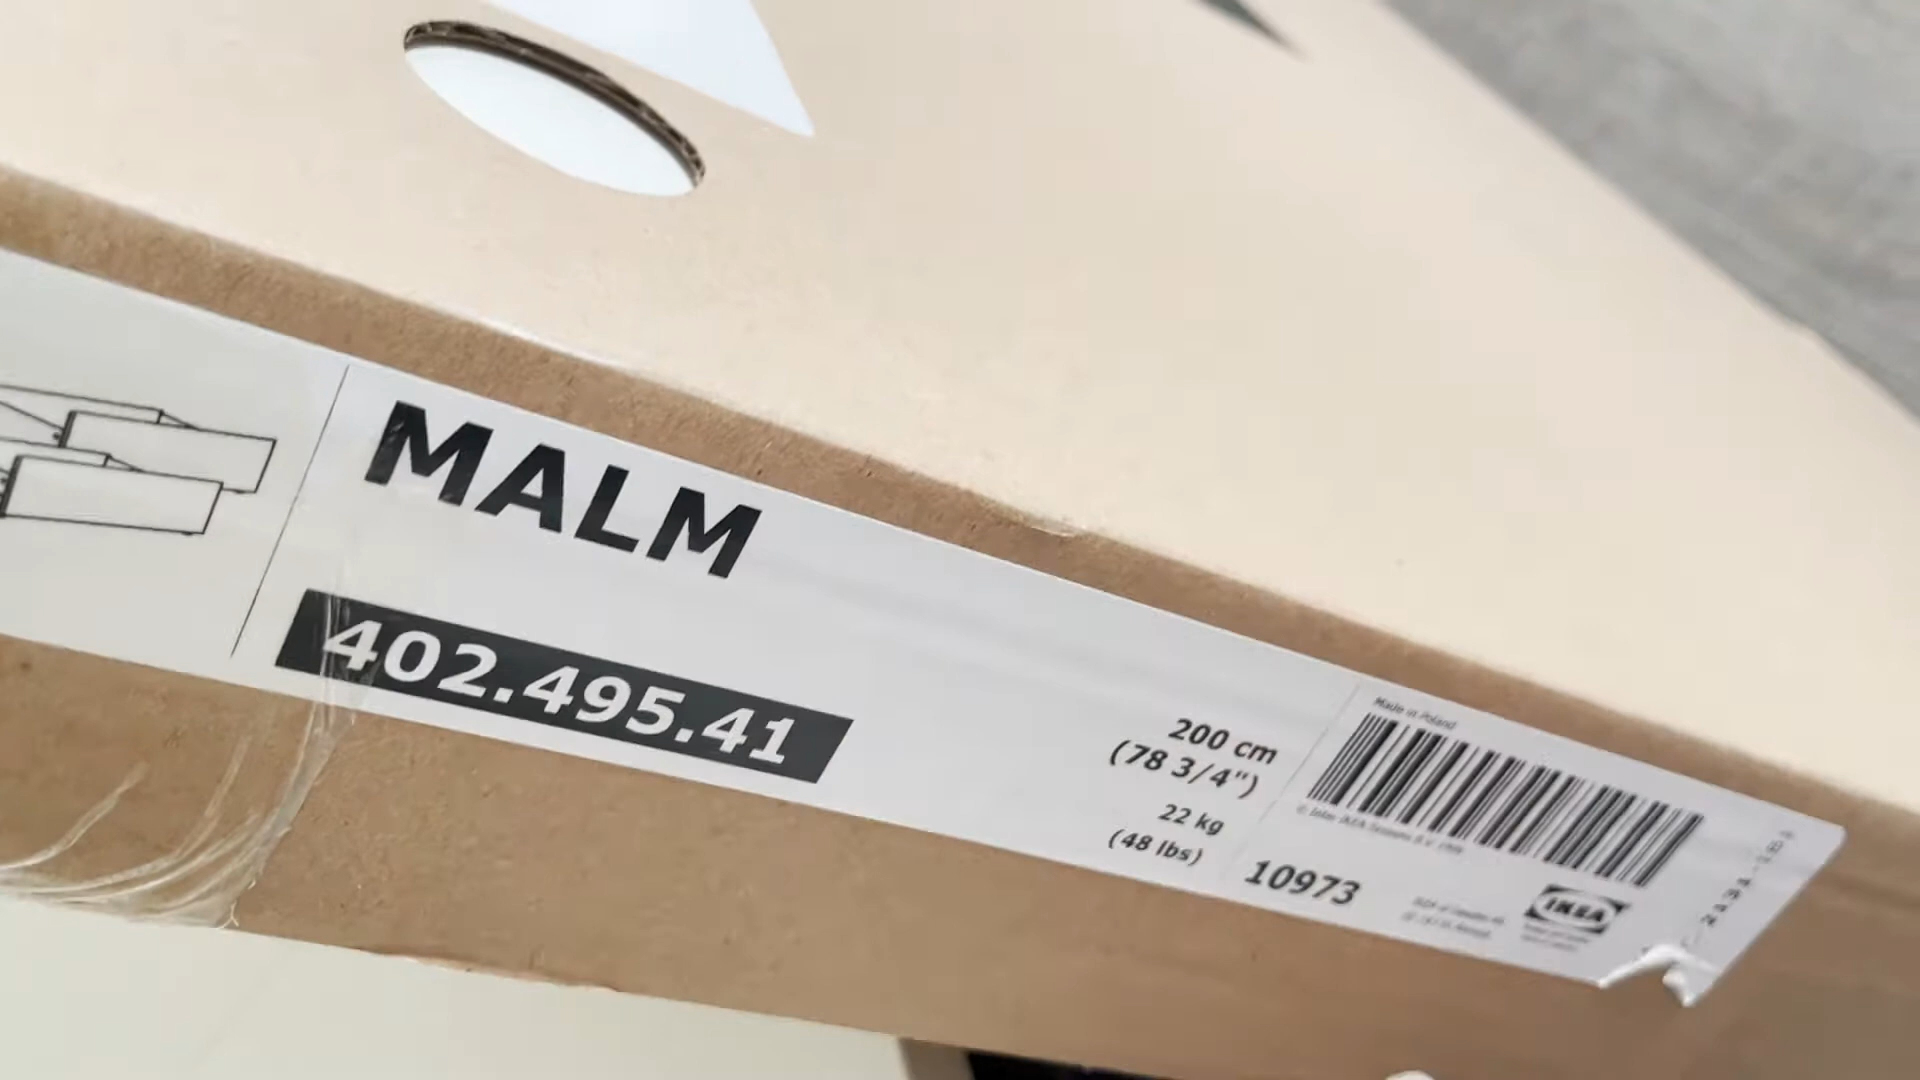 MALM
402.495.41
200 cm
(78 3/4")
22 kg
(48 lbs)
Made in Poland
10973
IKEA